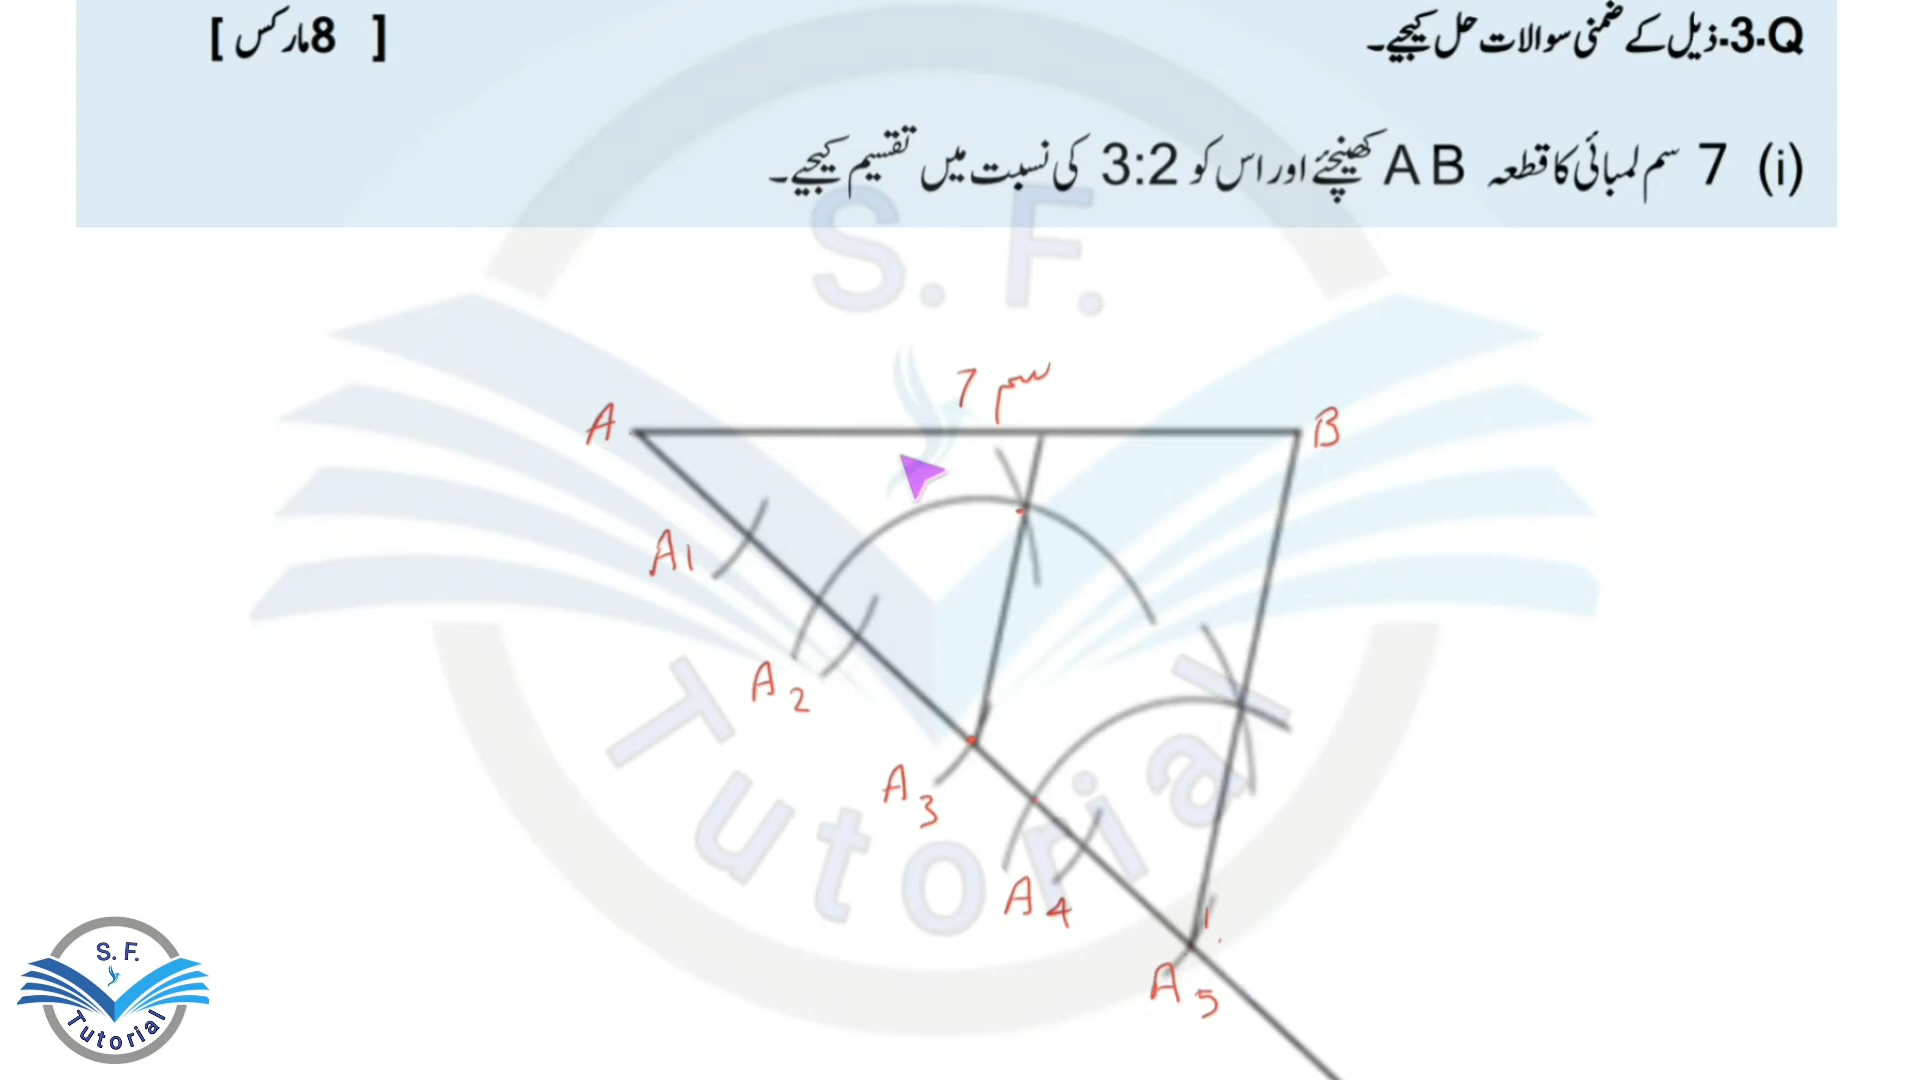 Q-3-ذیل کے ضمنی سوالات حل کیجیے۔ [ 8مارکس ]
(i) 7 سم لمبائی کا قطعہ A B کھینچئے اور اس کو 3:2 کی نسبت میں تقسیم کیجیے۔
S. F.
7 سم
A
B
A1
A2
A3
A4
A5
Tutorial
S. F.
Tutorial